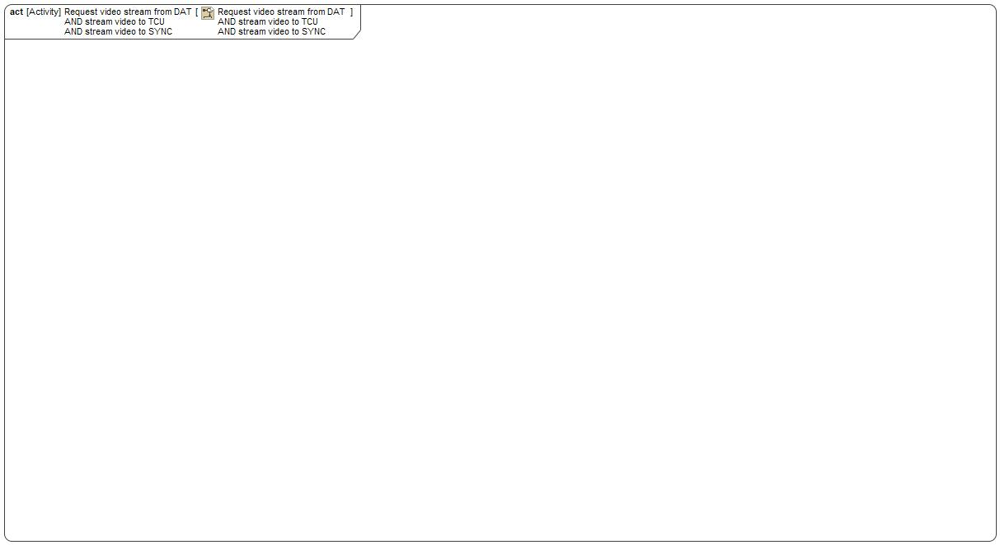 act [Activity] Request video stream from DAT [ Request video stream from DAT ]
AND stream video to TCU AND stream video to TCU
AND stream video to SYNC AND stream video to SYNC